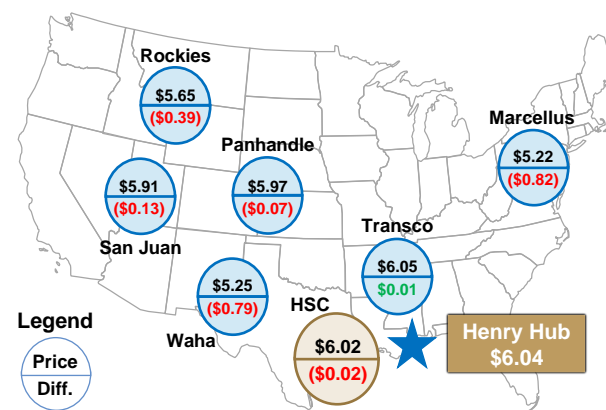 Rockies
$5.65
($0.39)
Marcellus
$5.22
($0.82)
Panhandle
$5.97
($0.07)
$5.91
($0.13)
San Juan
Transco
$6.05
$0.01
$5.25
($0.79)
Waha
HSC
$6.02
($0.02)
Henry Hub
$6.04
Legend
Price
Diff.